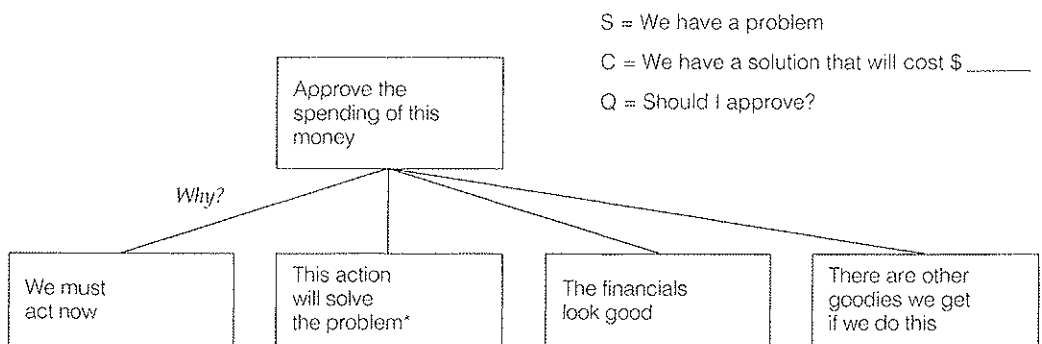 S = We have a problem
C = We have a solution that will cost $ ______
Q = Should I approve?
Approve the
spending of this
money
Why?
We must
act now
This action
will solve
the problem*
The financials
look good
There are other
goodies we get
if we do this